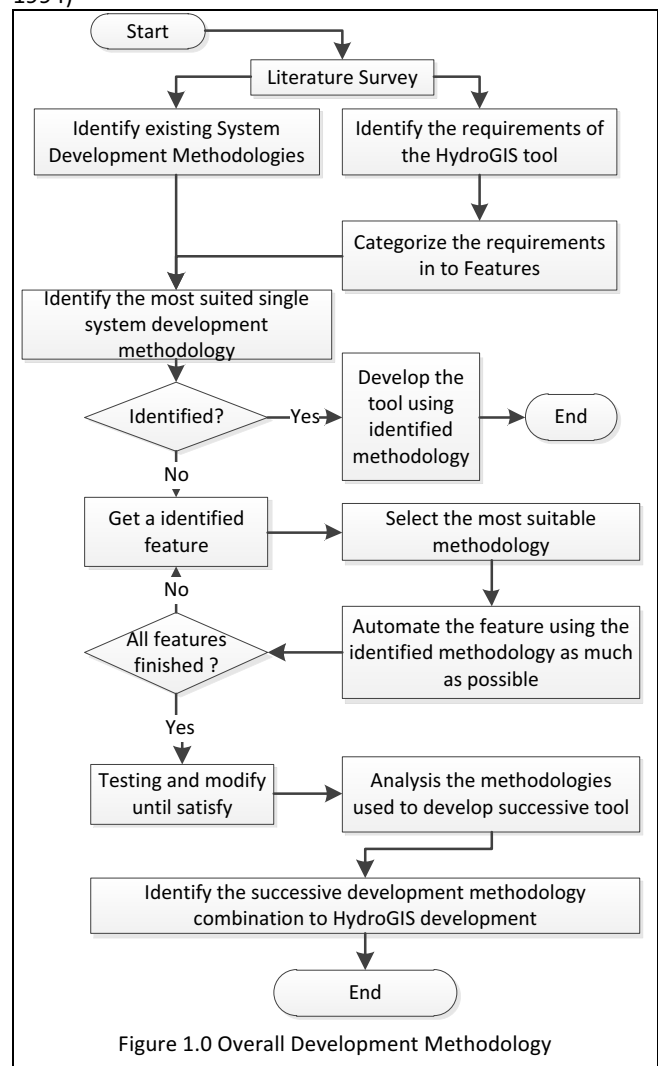 1994)
Start
Literature Survey
Identify existing System
Development Methodologies
Identify the requirements of
the HydroGIS tool
Categorize the requirements
in to Features
Identify the most suited single
system development
methodology
Identified?
Yes
Develop the
tool using
identified
methodology
End
No
Get a identified
feature
Select the most suitable
methodology
Automate the feature using the
identified methodology as much
as possible
No
All features
finished ?
Yes
Testing and modify
until satisfy
Analysis the methodologies
used to develop successive tool
Identify the successive development methodology
combination to HydroGIS development
End
Figure 1.0 Overall Development Methodology